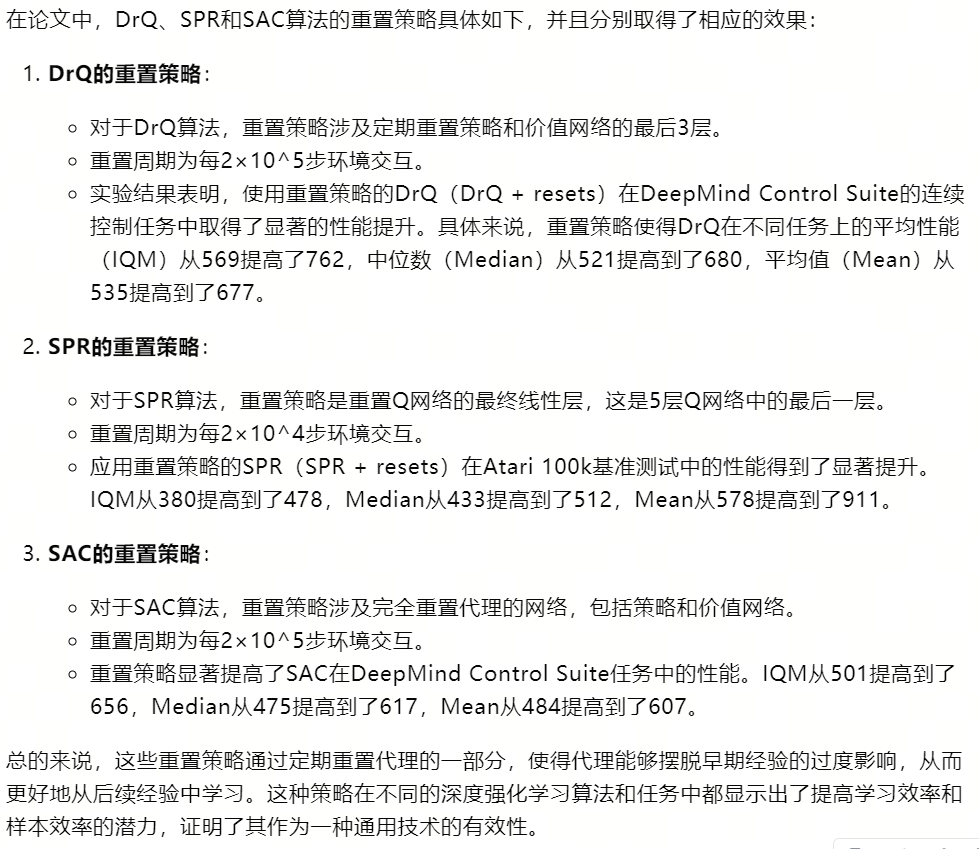 在论文中，DrQ、SPR和SAC算法的重置策略具体如下，并且分别取得了相应的效果：
1. DrQ的重置策略：
对于DrQ算法，重置策略涉及定期重置策略和价值网络的最后3层。
重置周期为每2×10^5步环境交互。
实验结果表明，使用重置策略的DrQ（DrQ + resets）在DeepMind Control Suite的连续
控制任务中取得了显著的性能提升。具体来说，重置策略使得DrQ在不同任务上的平均性能
（IQM）从569提高了762，中位数（Median）从521提高到了680，平均值（Mean）从
535提高到了677。
2. SPR的重置策略：
对于SPR算法，重置策略是重置Q网络的最终线性层，这是5层Q网络中的最后一层。
重置周期为每2×10^4步环境交互。
应用重置策略的SPR（SPR + resets）在Atari 100k基准测试中的性能得到了显著提升。
IQM从380提高到了478，Median从433提高到了512，Mean从578提高到了911。
3. SAC的重置策略：
对于SAC算法，重置策略涉及完全重置代理的网络，包括策略和价值网络。
重置周期为每2×10^5步环境交互。
重置策略显著提高了SAC在DeepMind Control Suite任务中的性能。IQM从501提高到了
656，Median从475提高到了617，Mean从484提高到了607。
总的来说，这些重置策略通过定期重置代理的一部分，使得代理能够摆脱早期经验的过度影响，从而
更好地从后续经验中学习。这种策略在不同的深度强化学习算法和任务中都显示出了提高学习效率和
样本效率的潜力，证明了其作为一种通用技术的有效性。